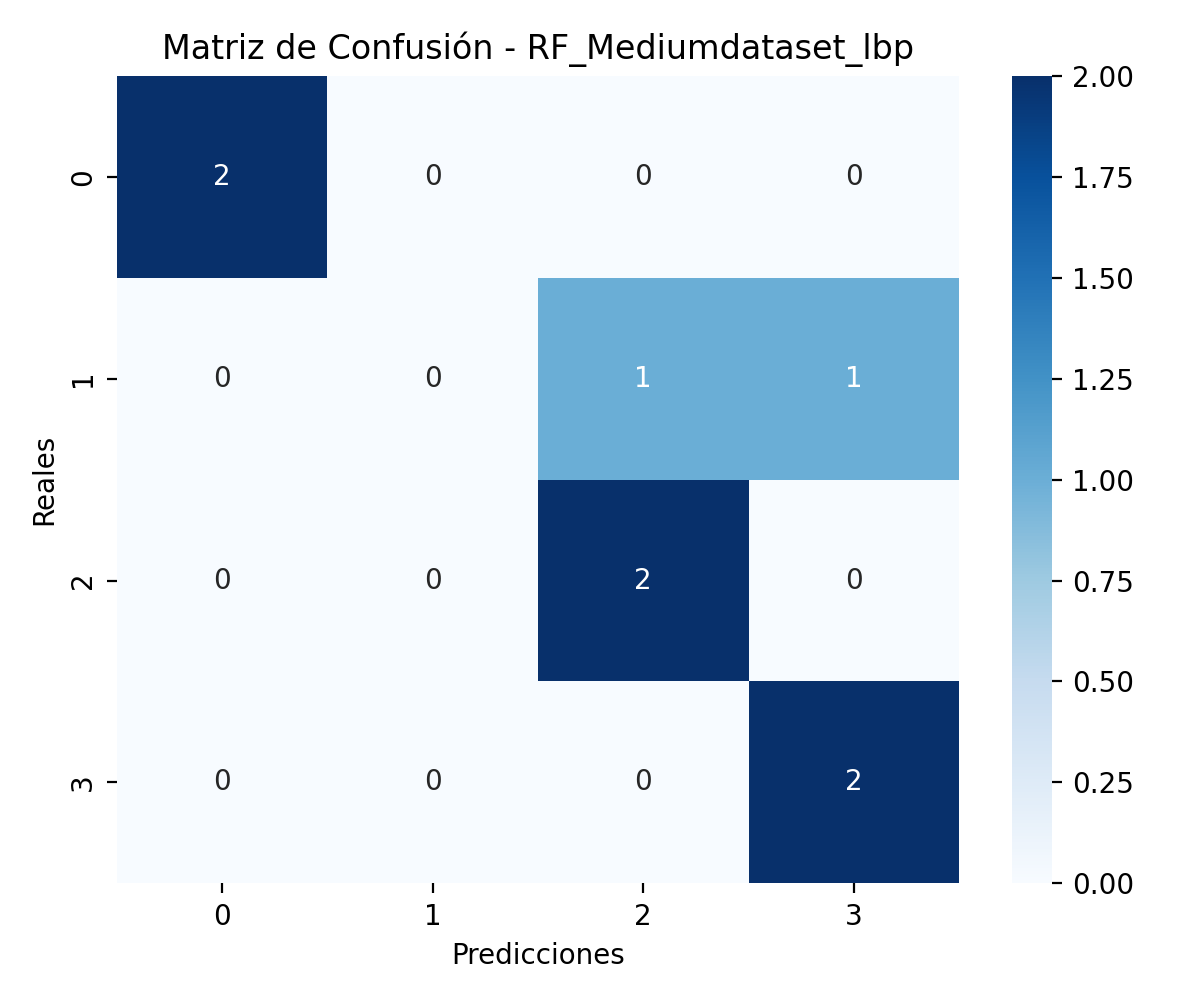 Matriz de Confusión - RF_Mediumdataset_lbp
2.00
0 2 0 0 0
1.75
1.50
1 0 0 1 1
1.25
Reales
1.00
2 0 0 2 0
0.75
0.50
3 0 0 0 2
0.25
0.00
0 1 2 3
Predicciones